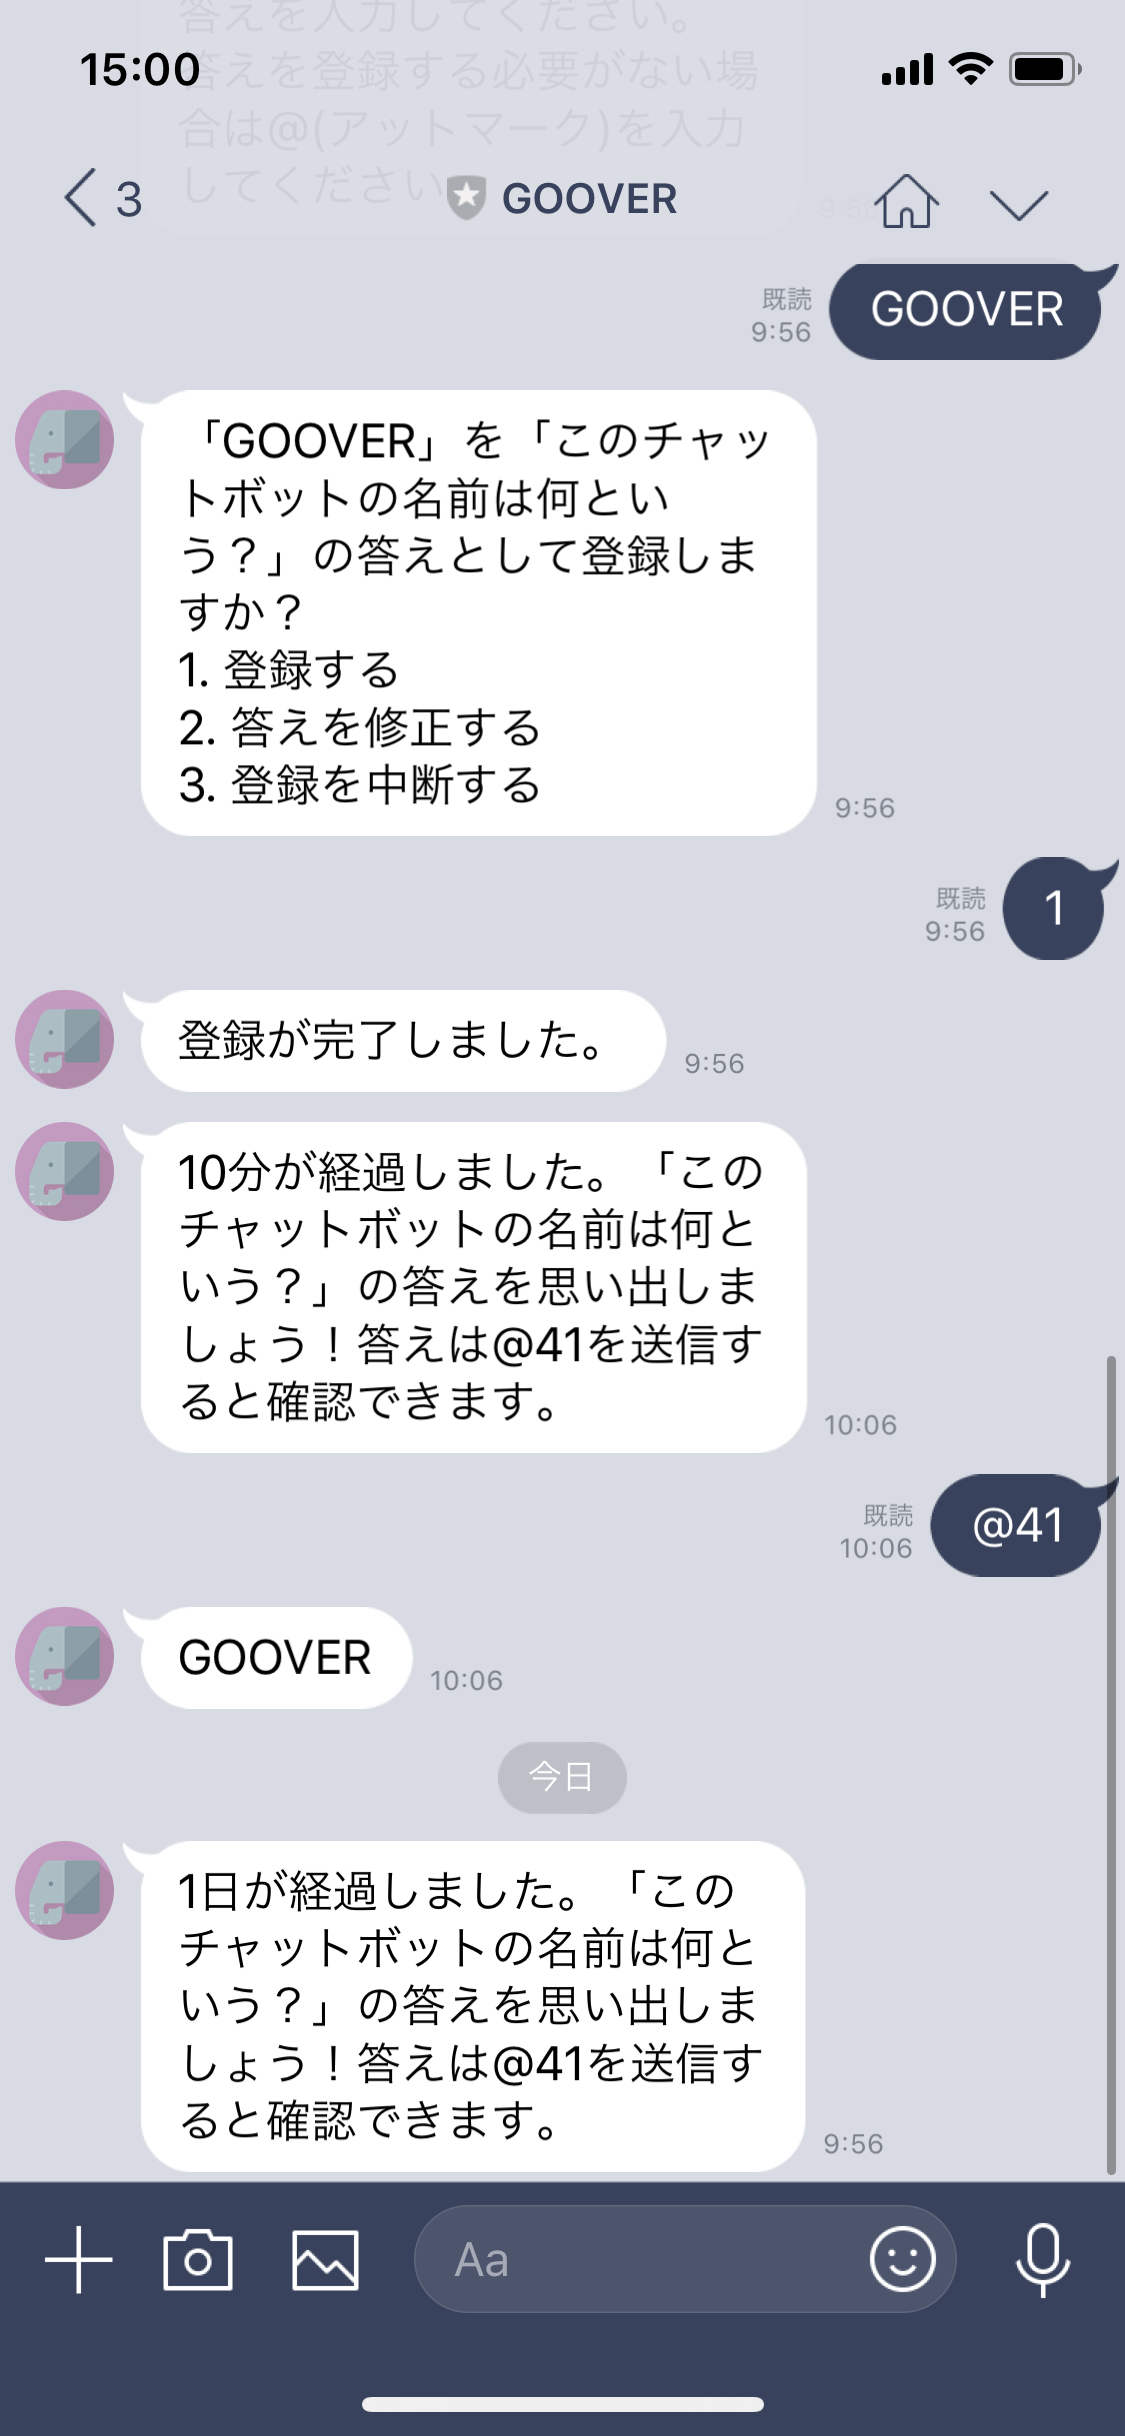 答えを入力してください。
15:00
答えを登録する必要がない場
合は@(アットマーク)を入力
してください
3
GOOVER
9:56
既読
9:56
GOOVER
「GOOVER」を「このチャッ
トボットの名前は何とい
う？」の答えとして登録しま
すか？
1. 登録する
2. 答えを修正する
3. 登録を中断する
9:56
既読
9:56
1
登録が完了しました。
9:56
10分が経過しました。「この
チャットボットの名前は何と
いう？」の答えを思い出しま
しょう！答えは@41を送信す
ると確認できます。
10:06
既読
10:06
@41
GOOVER
10:06
今日
1日が経過しました。「この
チャットボットの名前は何と
いう？」の答えを思い出しま
しょう！答えは@41を送信す
ると確認できます。
9:56
Aa